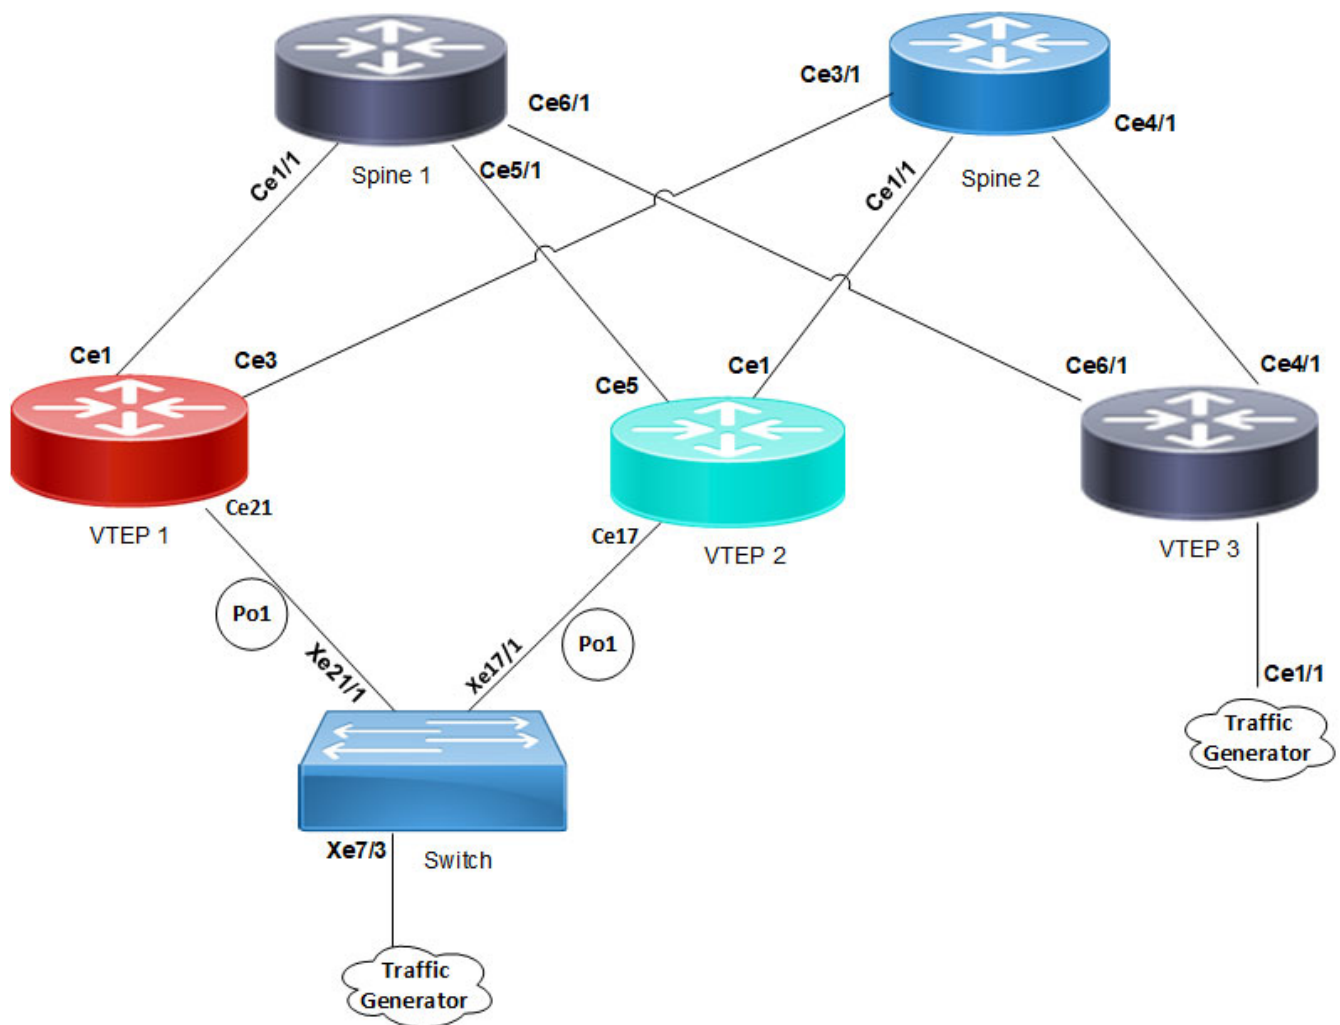 Ce3/1
Ce6/1
Ce4/1
Ce1/1
Spine 1
Ce5/1
Ce1/1
Spine 2
Ce1
Ce3
Ce5
Ce1
Ce6/1
Ce4/1
Ce21
VTEP 1
Ce17
VTEP 2
VTEP 3
Po1
Po1
Xe21/1
Xe17/1
Ce1/1
Traffic
Generator
Xe7/3
Switch
Traffic
Generator